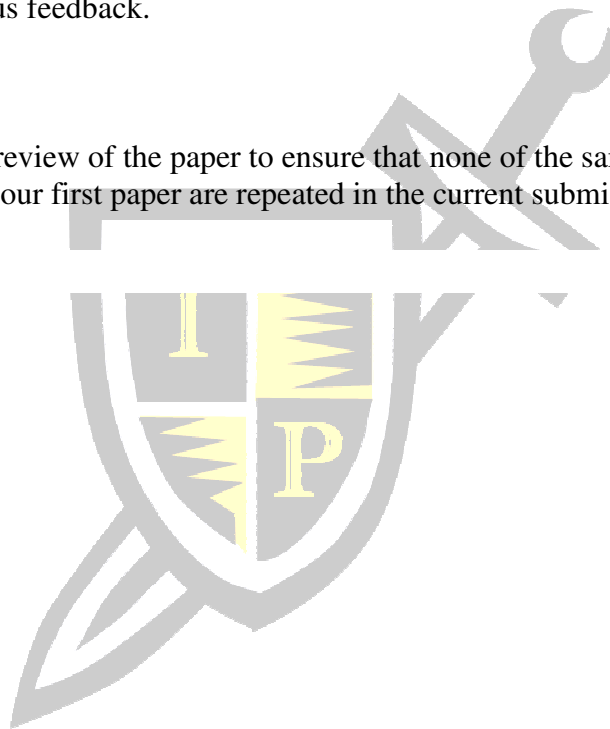 us feedback.
review of the paper to ensure that none of the sa
our first paper are repeated in the current submi
P